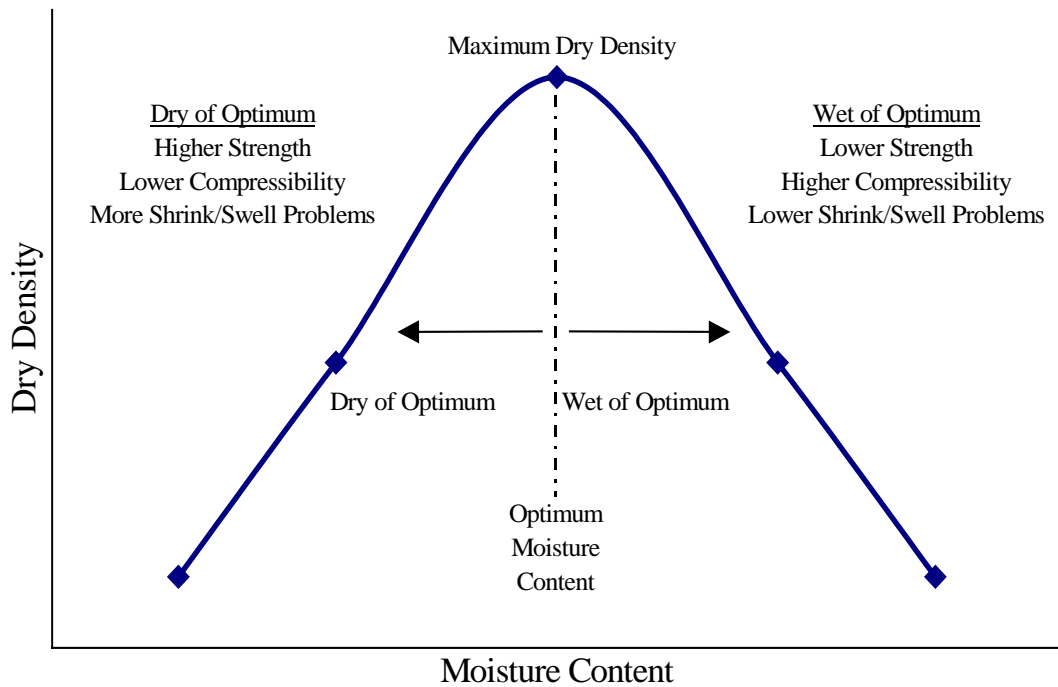 Maximum Dry Density
Dry of Optimum
Higher Strength
Lower Compressibility
More Shrink/Swell Problems
Wet of Optimum
Lower Strength
Higher Compressibility
Lower Shrink/Swell Problems
Dry Density
Dry of Optimum
Wet of Optimum
Optimum
Moisture
Content
Moisture Content